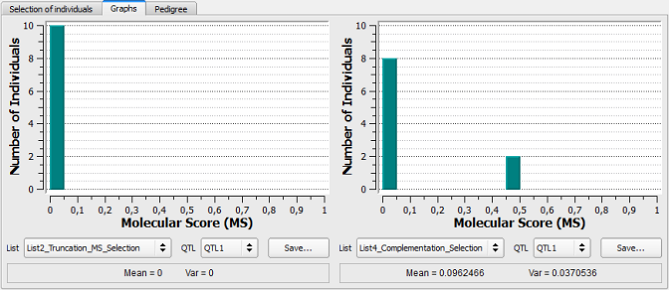 Selection of individuals Graphs Pedigree
10
8
6
4
2
0
Number of Individuals
0 0,1 0,2 0,3 0,4 0,5 0,6 0,7 0,8 0,9 1
Molecular Score (MS)
List List2_Truncation_MS_Selection QTL QTL1 Save...
Mean = 0 Var = 0
10
8
6
4
2
0
Number of Individuals
0 0,1 0,2 0,3 0,4 0,5 0,6 0,7 0,8 0,9 1
Molecular Score (MS)
List List4_Complementation_Selection QTL QTL1 Save...
Mean = 0.0962466 Var = 0.0370536